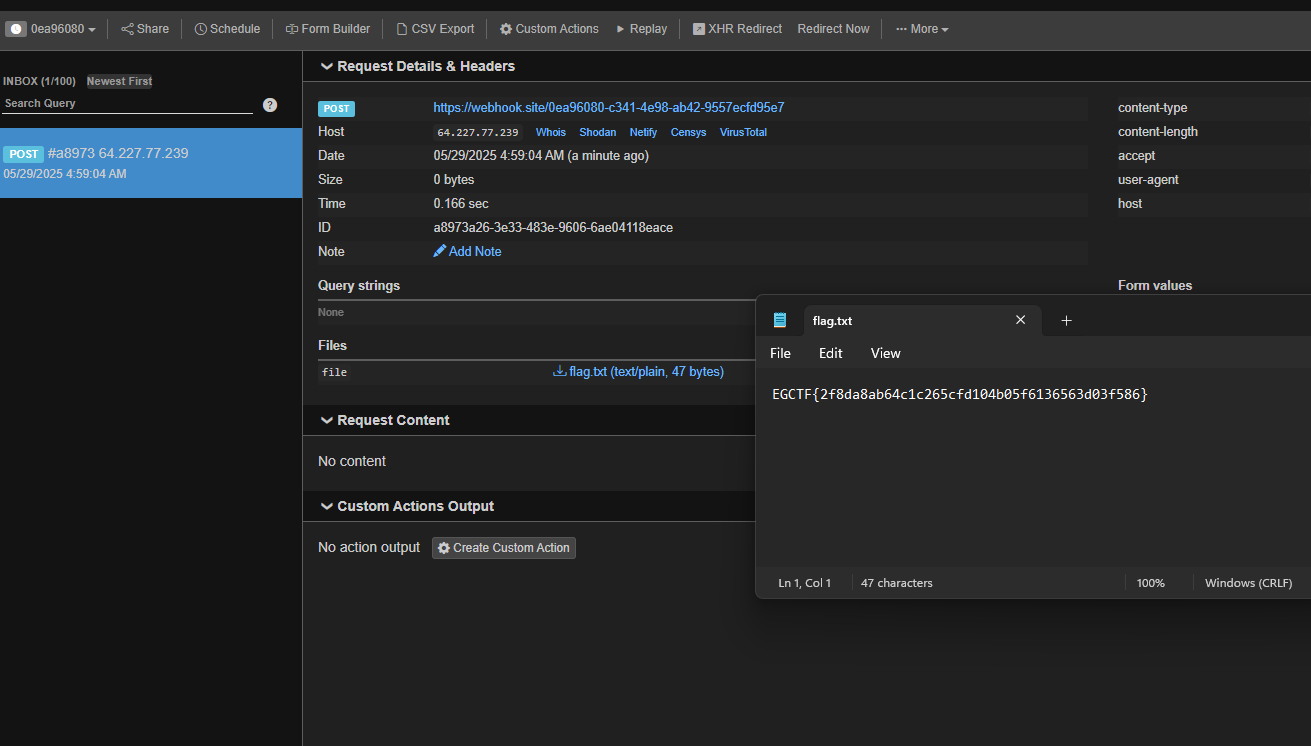 0ea96080 Share Schedule Form Builder CSV Export Custom Actions Replay XHR Redirect Redirect Now ··· More
INBOX (1/100) Newest First
Search Query ?
POST #a8973 64.227.77.239
05/29/2025 4:59:04 AM
Request Details & Headers
POST https://webhook.site/0ea96080-c341-4e98-ab42-9557ecfd95e7 content-type
Host 64.227.77.239 Whois Shodan Netify Censys VirusTotal content-length
Date 05/29/2025 4:59:04 AM (a minute ago) accept
Size 0 bytes user-agent
Time 0.166 sec host
ID a8973a26-3e33-483e-9606-6ae04118eace
Note Add Note
Query strings Form values
None
Files
file flag.txt (text/plain, 47 bytes)
Request Content
No content
Custom Actions Output
No action output Create Custom Action
flag.txt
File Edit View
EGCTF{2f8da8ab64c1c265cfd104b05f6136563d03f586}
Ln 1, Col 1 47 characters 100% Windows (CRLF)